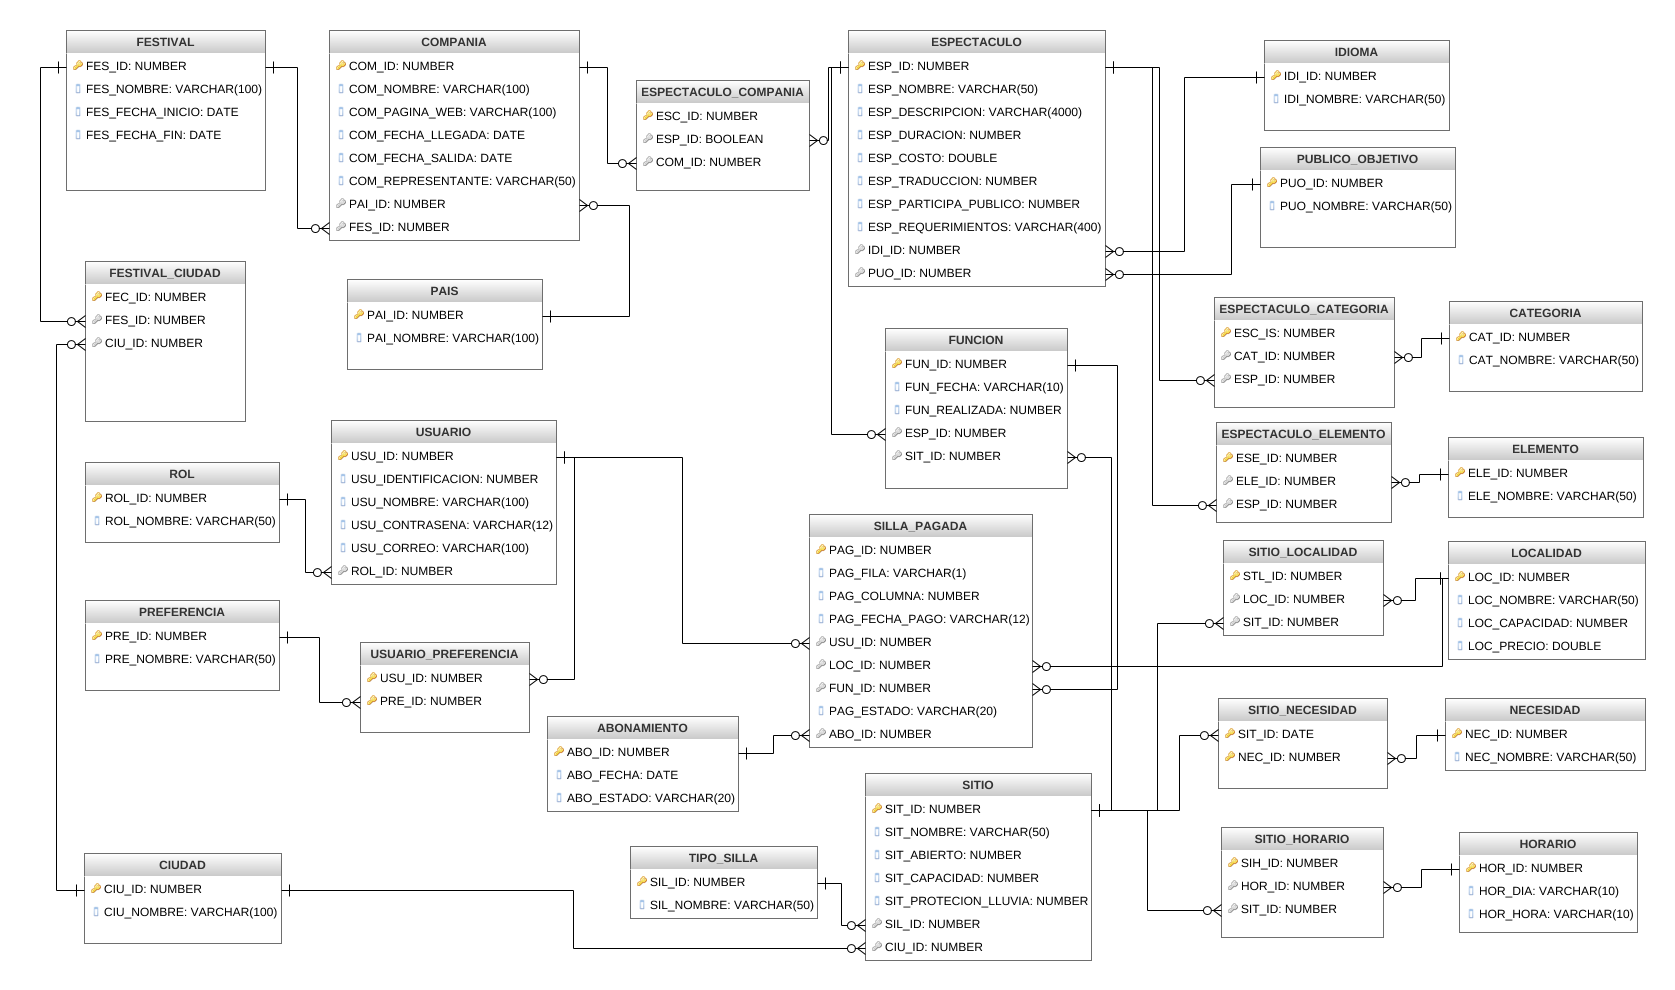 FESTIVAL
FES_ID: NUMBER
FES_NOMBRE: VARCHAR(100)
FES_FECHA_INICIO: DATE
FES_FECHA_FIN: DATE
COMPANIA
COM_ID: NUMBER
COM_NOMBRE: VARCHAR(100)
COM_PAGINA_WEB: VARCHAR(100)
COM_FECHA_LLEGADA: DATE
COM_FECHA_SALIDA: DATE
COM_REPRESENTANTE: VARCHAR(50)
PAI_ID: NUMBER
FES_ID: NUMBER
ESPECTACULO_COMPANIA
ESC_ID: NUMBER
ESP_ID: BOOLEAN
COM_ID: NUMBER
ESPECTACULO
ESP_ID: NUMBER
ESP_NOMBRE: VARCHAR(50)
ESP_DESCRIPCION: VARCHAR(4000)
ESP_DURACION: NUMBER
ESP_COSTO: DOUBLE
ESP_TRADUCCION: NUMBER
ESP_PARTICIPA_PUBLICO: NUMBER
ESP_REQUERIMIENTOS: VARCHAR(400)
IDI_ID: NUMBER
PUO_ID: NUMBER
IDIOMA
IDI_ID: NUMBER
IDI_NOMBRE: VARCHAR(50)
PUBLICO_OBJETIVO
PUO_ID: NUMBER
PUO_NOMBRE: VARCHAR(50)
FESTIVAL_CIUDAD
FEC_ID: NUMBER
FES_ID: NUMBER
CIU_ID: NUMBER
PAIS
PAI_ID: NUMBER
PAI_NOMBRE: VARCHAR(100)
FUNCION
FUN_ID: NUMBER
FUN_FECHA: VARCHAR(10)
FUN_REALIZADA: NUMBER
ESP_ID: NUMBER
SIT_ID: NUMBER
ESPECTACULO_CATEGORIA
ESC_IS: NUMBER
CAT_ID: NUMBER
ESP_ID: NUMBER
CATEGORIA
CAT_ID: NUMBER
CAT_NOMBRE: VARCHAR(50)
ROL
ROL_ID: NUMBER
ROL_NOMBRE: VARCHAR(50)
USUARIO
USU_ID: NUMBER
USU_IDENTIFICACION: NUMBER
USU_NOMBRE: VARCHAR(100)
USU_CONTRASENA: VARCHAR(12)
USU_CORREO: VARCHAR(100)
ROL_ID: NUMBER
ESPECTACULO_ELEMENTO
ESE_ID: NUMBER
ELE_ID: NUMBER
ESP_ID: NUMBER
ELEMENTO
ELE_ID: NUMBER
ELE_NOMBRE: VARCHAR(50)
SILLA_PAGADA
PAG_ID: NUMBER
PAG_FILA: VARCHAR(1)
PAG_COLUMNA: NUMBER
PAG_FECHA_PAGO: VARCHAR(12)
USU_ID: NUMBER
LOC_ID: NUMBER
FUN_ID: NUMBER
PAG_ESTADO: VARCHAR(20)
ABO_ID: NUMBER
SITIO_LOCALIDAD
STL_ID: NUMBER
LOC_ID: NUMBER
SIT_ID: NUMBER
LOCALIDAD
LOC_ID: NUMBER
LOC_NOMBRE: VARCHAR(50)
LOC_CAPACIDAD: NUMBER
LOC_PRECIO: DOUBLE
PREFERENCIA
PRE_ID: NUMBER
PRE_NOMBRE: VARCHAR(50)
USUARIO_PREFERENCIA
USU_ID: NUMBER
PRE_ID: NUMBER
ABONAMIENTO
ABO_ID: NUMBER
ABO_FECHA: DATE
ABO_ESTADO: VARCHAR(20)
SITIO_NECESIDAD
SIT_ID: DATE
NEC_ID: NUMBER
NECESIDAD
NEC_ID: NUMBER
NEC_NOMBRE: VARCHAR(50)
SITIO
SIT_ID: NUMBER
SIT_NOMBRE: VARCHAR(50)
SIT_ABIERTO: NUMBER
SIT_CAPACIDAD: NUMBER
SIT_PROTECION_LLUVIA: NUMBER
SIL_ID: NUMBER
CIU_ID: NUMBER
CIUDAD
CIU_ID: NUMBER
CIU_NOMBRE: VARCHAR(100)
TIPO_SILLA
SIL_ID: NUMBER
SIL_NOMBRE: VARCHAR(50)
SITIO_HORARIO
SIH_ID: NUMBER
HOR_ID: NUMBER
SIT_ID: NUMBER
HORARIO
HOR_ID: NUMBER
HOR_DIA: VARCHAR(10)
HOR_HORA: VARCHAR(10)